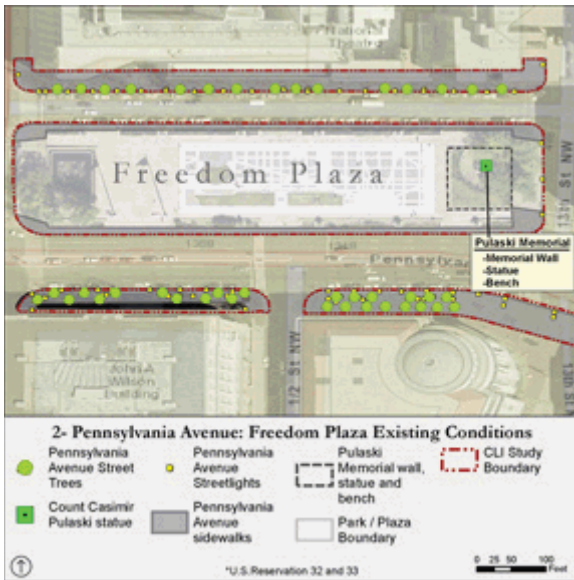 National
Theatre
Freedom Plaza
13th St NW
Pulaski Memorial
-Memorial Wall
-Statue
-Bench
1300
Pennsylvania
1/2 St NW
John A
Wilson
building
13th St N
2- Pennsylvania Avenue: Freedom Plaza Existing Conditions
Pennsylvania
Avenue Street
Trees
Pennsylvania
Avenue
Streetlights
Pulaski
Memorial wall,
statue and
bench
CLI Study
Boundary
Count Casimir
Pulaski statue
Pennsylvania
Avenue
sidewalks
Park / Plaza
Boundary
*U.S.Reservation 32 and 33
0 25 50 100
Feet